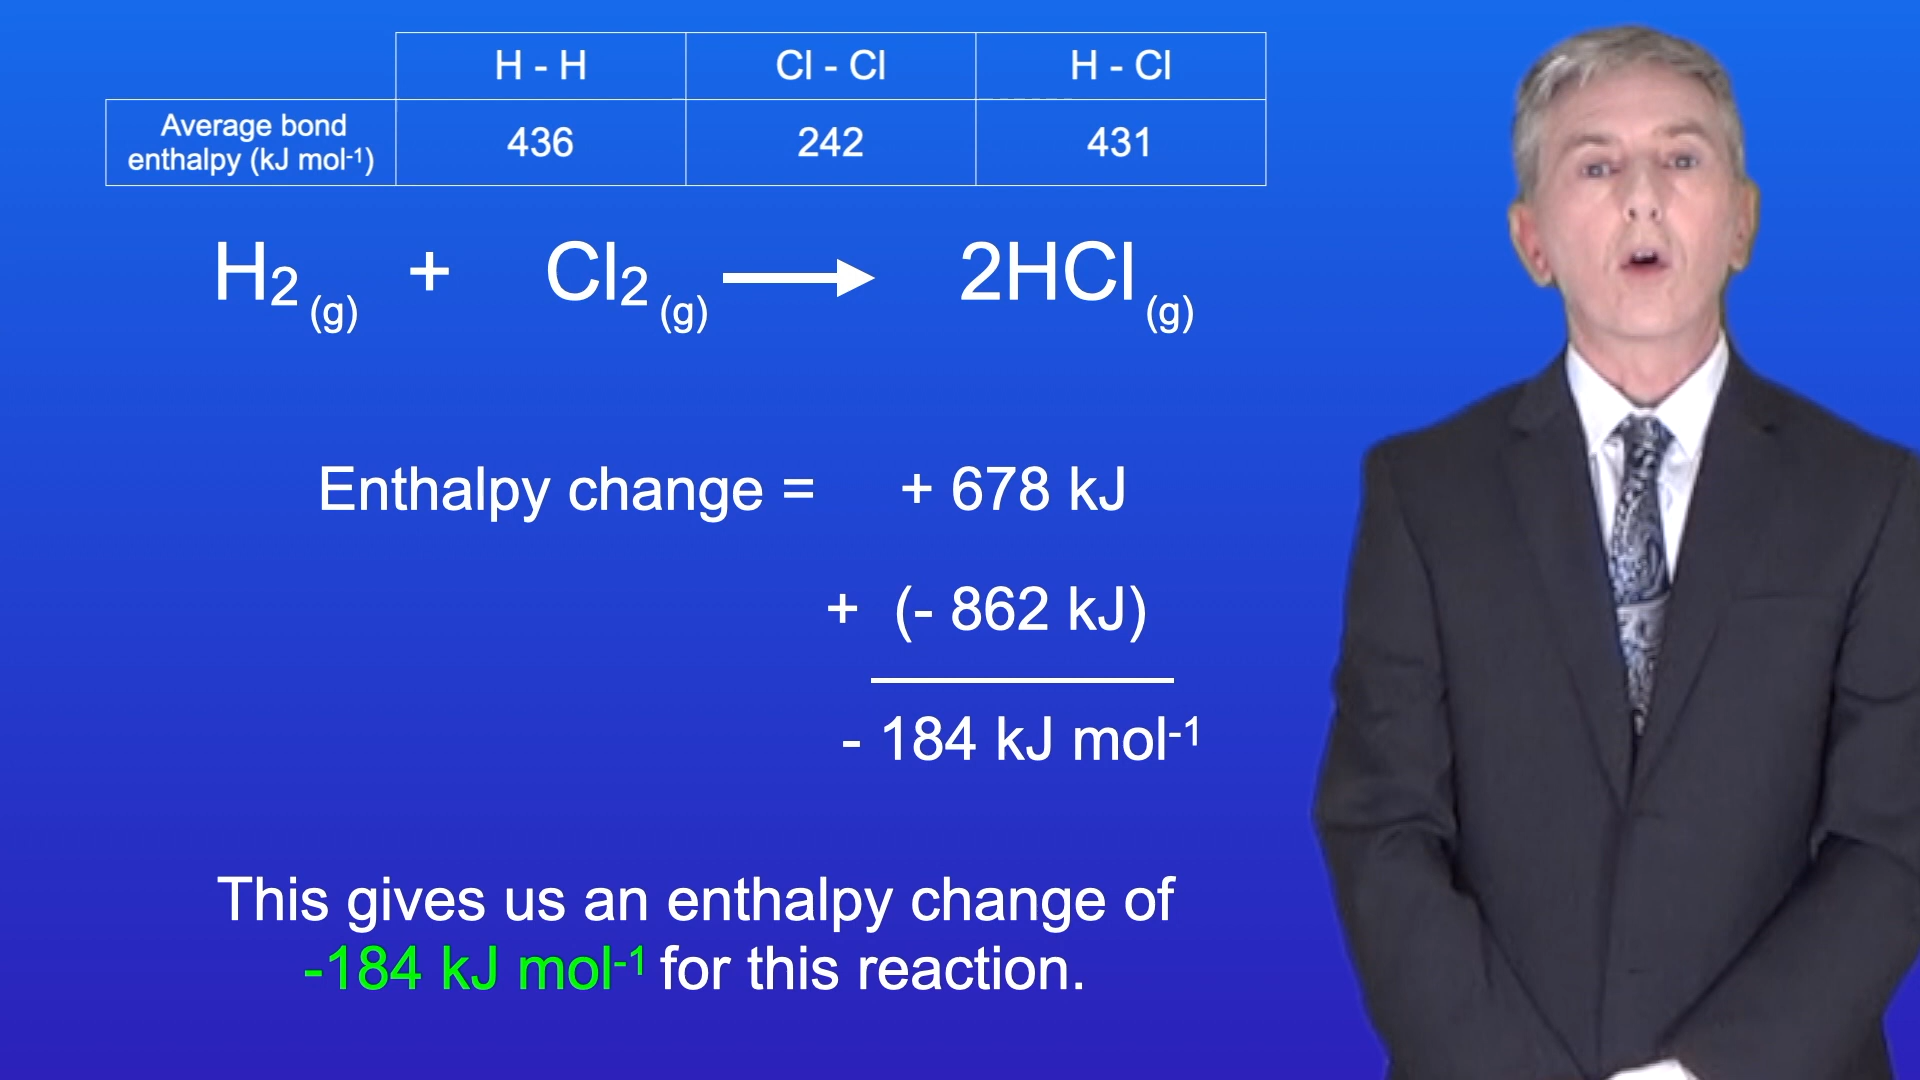 H - H Cl - Cl H - Cl
Average bond enthalpy (kJ mol⁻¹) 436 242 431
H₂ (g) + Cl₂ (g) → 2HCl (g)
Enthalpy change = + 678 kJ
+ (- 862 kJ)
- 184 kJ mol⁻¹
This gives us an enthalpy change of
-184 kJ mol⁻¹ for this reaction.